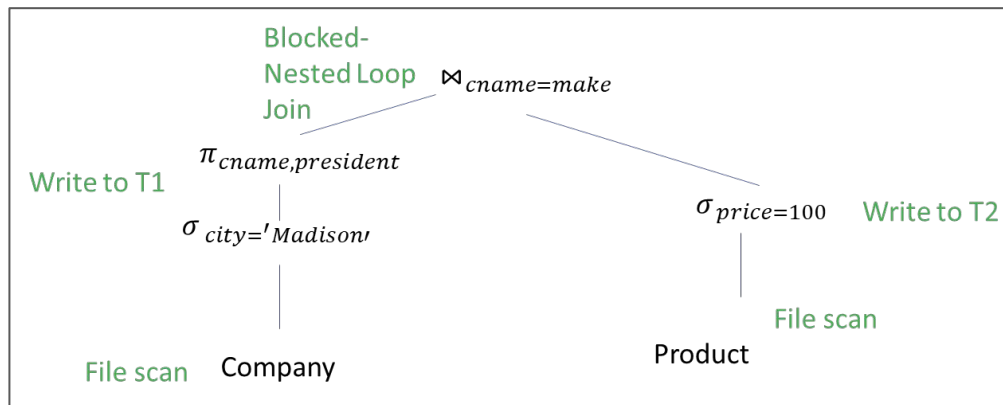 Blocked-
Nested Loop
Join
⋈cname=make
πcname,president
Write to T1
σcity='Madison'
σprice=100
Write to T2
File scan
Company
File scan
Product